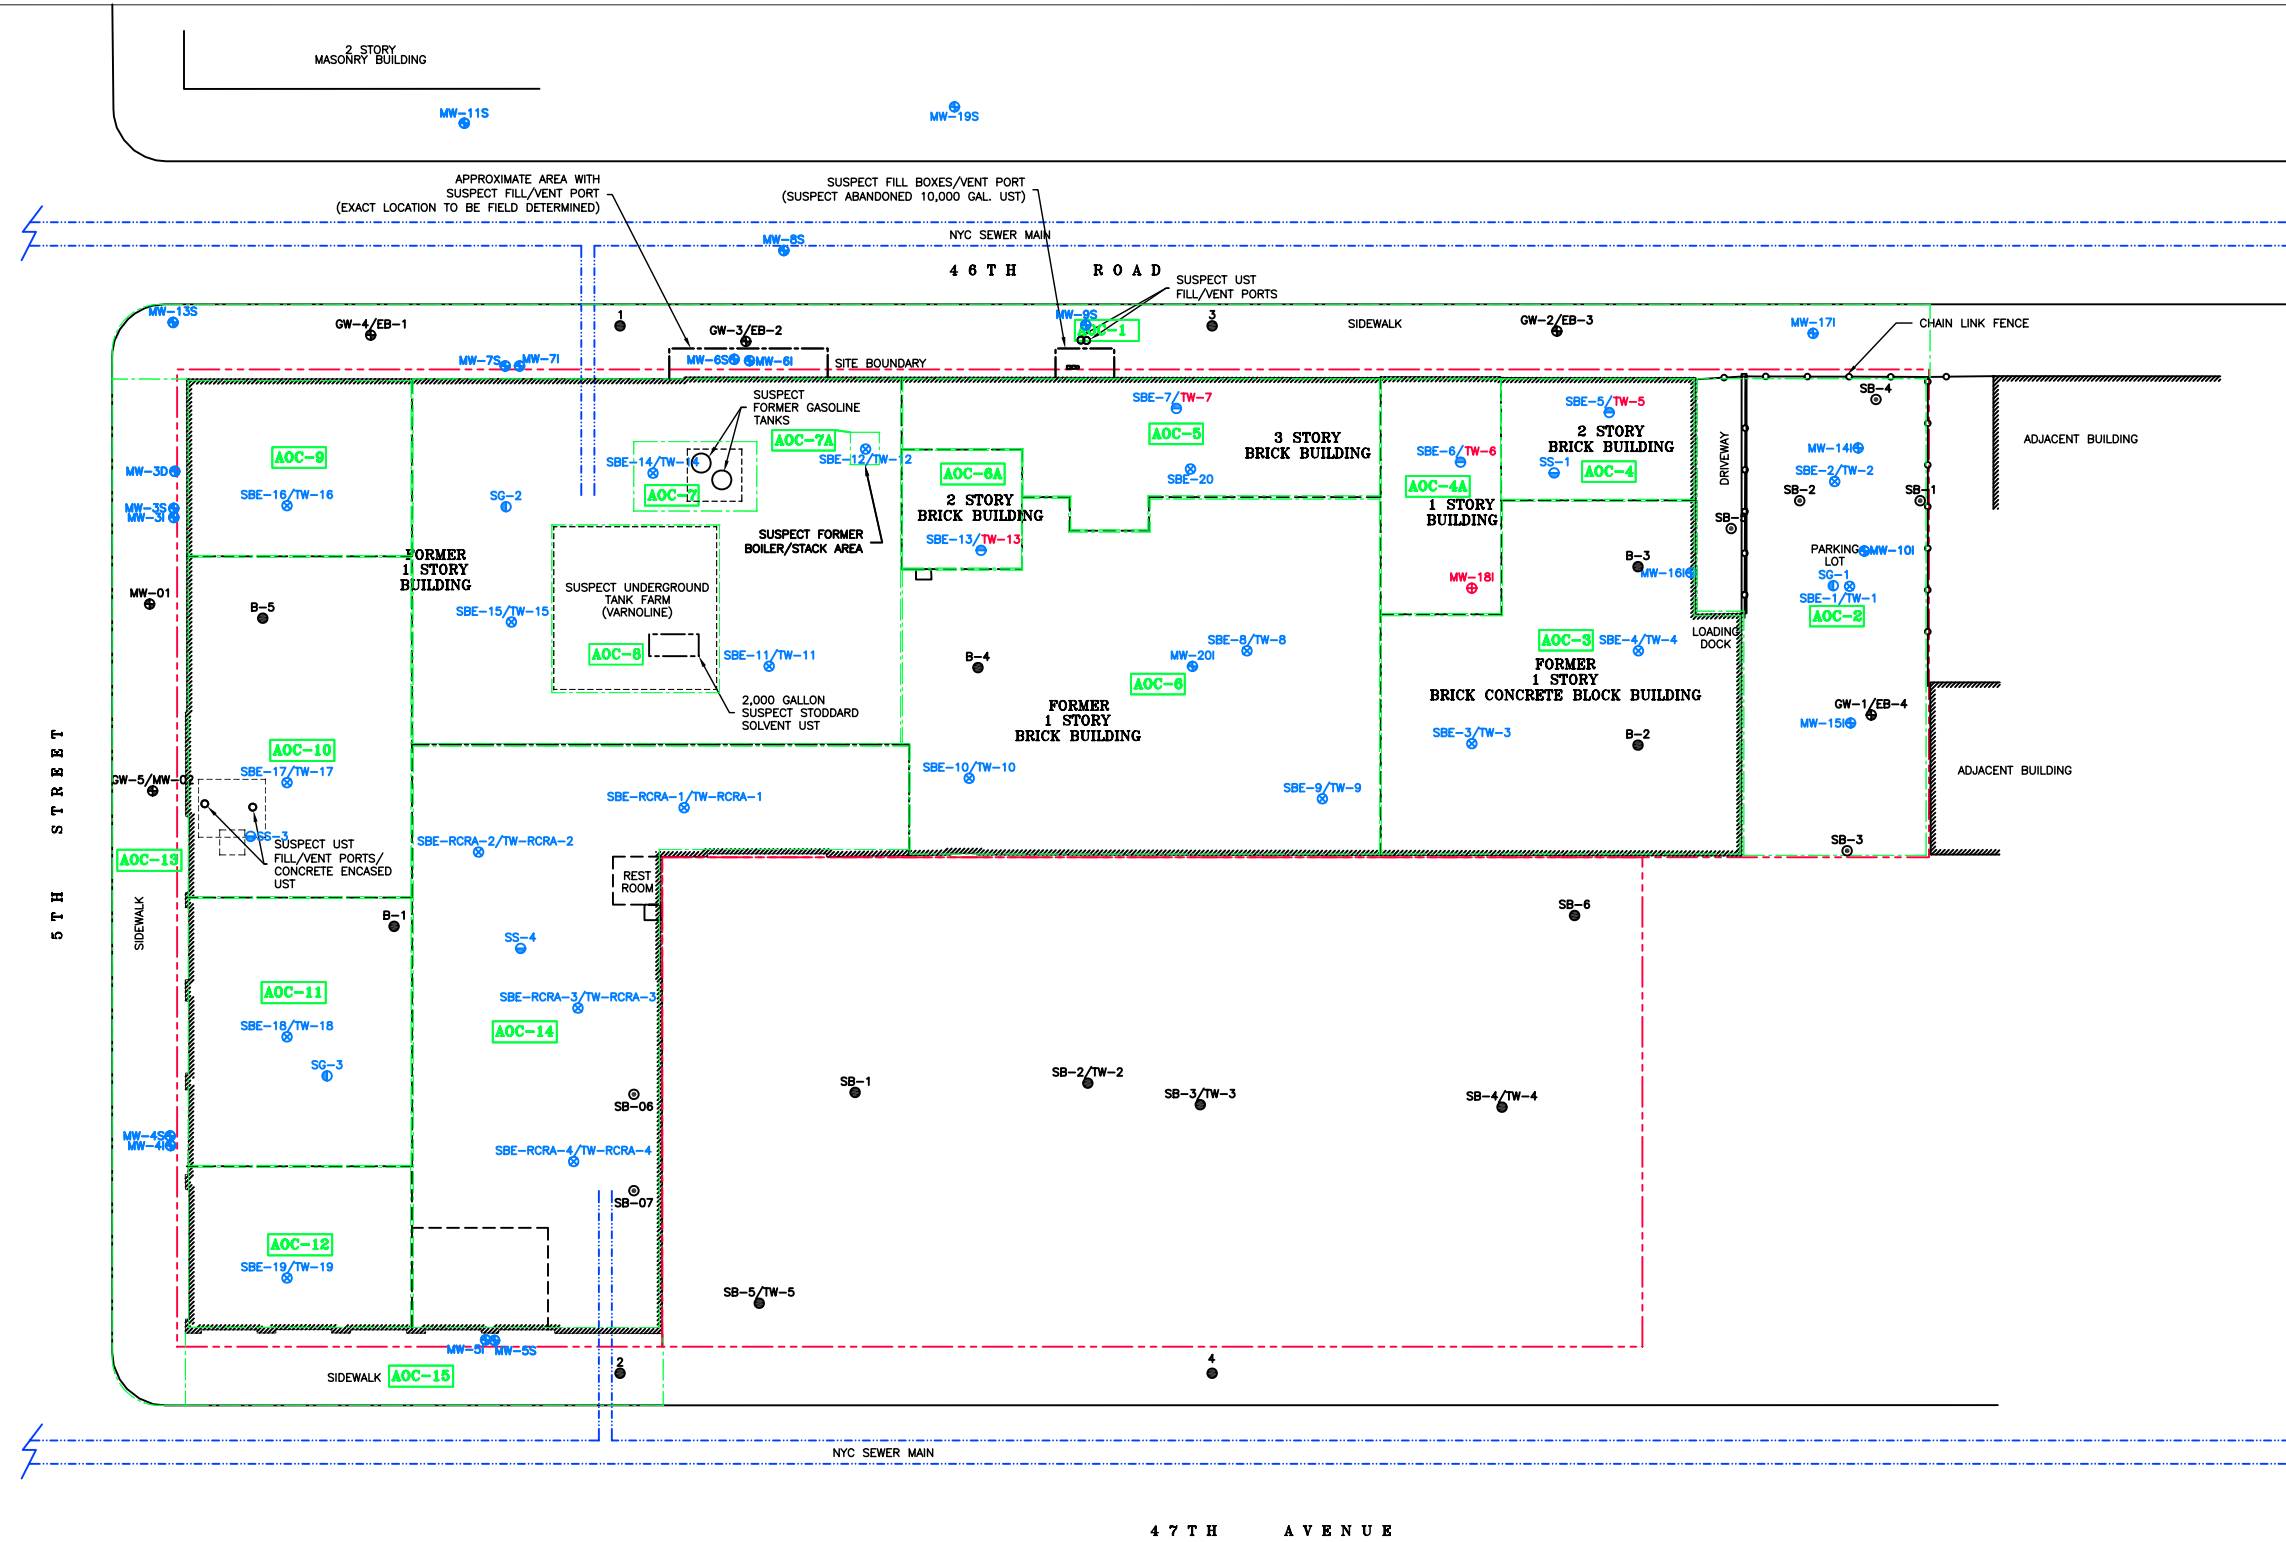 2 STORY
MASONRY BUILDING
MW-11S
MW-19S
APPROXIMATE AREA WITH
SUSPECT FILL/VENT PORT
(EXACT LOCATION TO BE FIELD DETERMINED)
SUSPECT FILL BOXES/VENT PORT
(SUSPECT ABANDONED 10,000 GAL. UST)
NYC SEWER MAIN
MW-8S
46TH ROAD
SUSPECT UST
FILL/VENT PORTS
MW-13S
GW-4/EB-1
1
GW-3/EB-2
MW-9S
AOC-1
3
SIDEWALK
GW-2/EB-3
MW-17I
CHAIN LINK FENCE
MW-7S
MW-7I
MW-6S
MW-6I
SITE BOUNDARY
SUSPECT
FORMER GASOLINE
TANKS
SBE-7/TW-7
SBE-5/TW-5
SB-4
AOC-7A
AOC-5
3 STORY
BRICK BUILDING
2 STORY
BRICK BUILDING
DRIVEWAY
ADJACENT BUILDING
AOC-9
SBE-14/TW-14
SBE-12/TW-12
SBE-6/TW-6
MW-14I
MW-3D
SBE-16/TW-16
SG-2
AOC-7
AOC-6A
SBE-20
AOC-4A
SS-1
AOC-4
SBE-2/TW-2
SB-2
SB-1
MW-3S
MW-3I
2 STORY
BRICK BUILDING
1 STORY
BUILDING
SB-5
SUSPECT FORMER
BOILER/STACK AREA
SBE-13/TW-13
FORMER
1 STORY
BUILDING
PARKING
LOT
MW-10I
B-3
MW-16I
MW-18I
SUSPECT UNDERGROUND
TANK FARM
(VARNOLINE)
SG-1
SBE-1/TW-1
AOC-2
MW-01
B-5
SBE-15/TW-15
AOC-8
SBE-11/TW-11
B-4
SBE-8/TW-8
MW-20I
AOC-6
AOC-3
SBE-4/TW-4
LOADING
DOCK
FORMER
1 STORY
BRICK CONCRETE BLOCK BUILDING
2,000 GALLON
SUSPECT STODDARD
SOLVENT UST
FORMER
1 STORY
BRICK BUILDING
GW-1/EB-4
MW-15I
SBE-3/TW-3
B-2
5TH STREET
AOC-10
SBE-17/TW-17
GW-5/MW-02
SBE-10/TW-10
SBE-9/TW-9
ADJACENT BUILDING
SBE-RCRA-1/TW-RCRA-1
SS-3
SBE-RCRA-2/TW-RCRA-2
SB-3
SUSPECT UST
FILL/VENT PORTS/
CONCRETE ENCASED
UST
AOC-13
REST
ROOM
SIDEWALK
B-1
SB-6
SS-4
AOC-11
SBE-RCRA-3/TW-RCRA-3
SBE-18/TW-18
AOC-14
SG-3
SB-1
SB-2/TW-2
SB-3/TW-3
SB-4/TW-4
SB-06
MW-4S
MW-4I
SBE-RCRA-4/TW-RCRA-4
SB-07
AOC-12
SBE-19/TW-19
SB-5/TW-5
MW-5I
MW-5S
SIDEWALK
AOC-15
2
4
NYC SEWER MAIN
47TH AVENUE